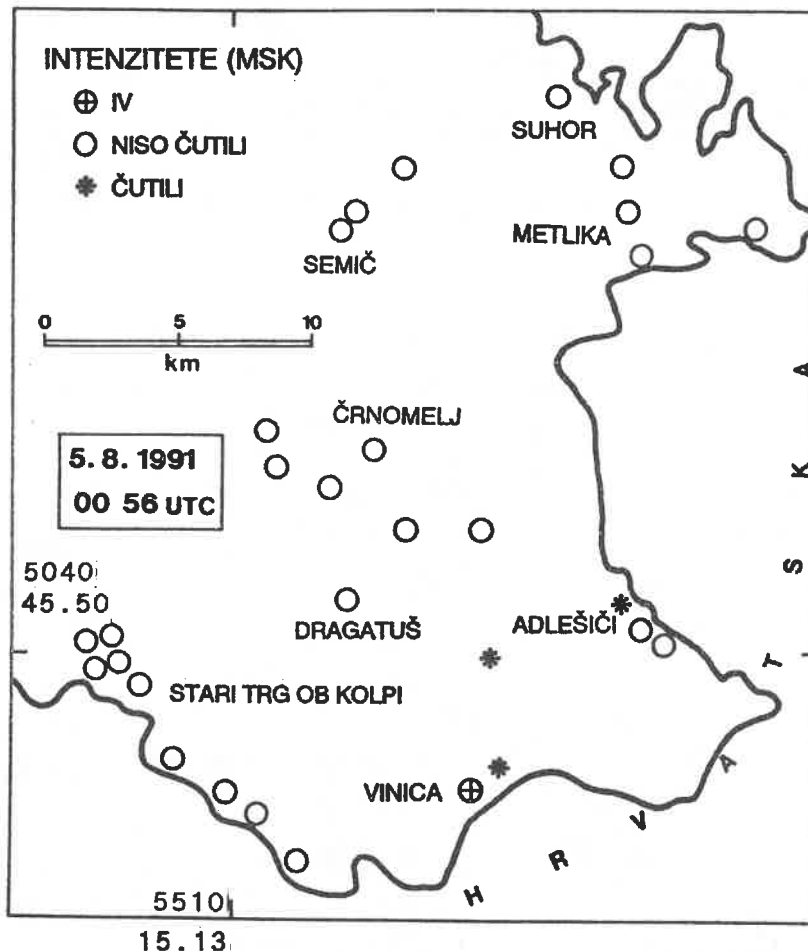 INTENZITETE (MSK)
IV
NISO ČUTILI
ČUTILI
SUHOR
METLIKA
SEMIČ
0 5 10
km
ČRNOMELJ
5. 8. 1991
00 56 UTC
5040
45.50
DRAGATUŠ
ADLEŠIČI
STARI TRG OB KOLPI
VINICA
HRVATSKA
5510
15.13